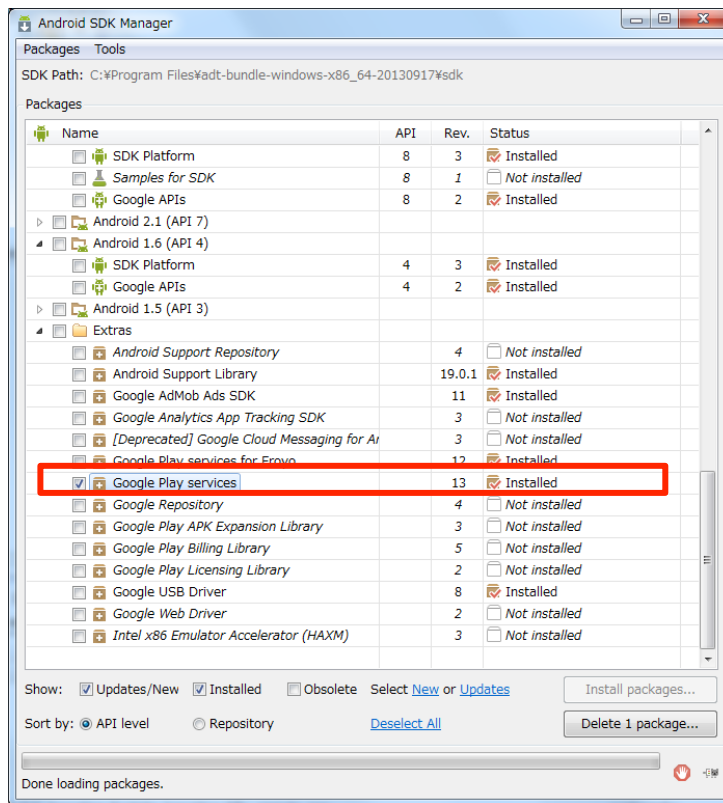 Android SDK Manager
Packages Tools
SDK Path: C:¥Program Files¥adt-bundle-windows-x86_64-20130917¥sdk
Packages
Name API Rev. Status
SDK Platform 8 3 Installed
Samples for SDK 8 1 Not installed
Google APIs 8 2 Installed
Android 2.1 (API 7)
Android 1.6 (API 4)
SDK Platform 4 3 Installed
Google APIs 4 2 Installed
Android 1.5 (API 3)
Extras
Android Support Repository 4 Not installed
Android Support Library 19.0.1 Installed
Google AdMob Ads SDK 11 Installed
Google Analytics App Tracking SDK 3 Not installed
[Deprecated] Google Cloud Messaging for Ar 3 Not installed
Google Play services for Froyo 12 Installed
Google Play services 13 Installed
Google Repository 4 Not installed
Google Play APK Expansion Library 3 Not installed
Google Play Billing Library 5 Not installed
Google Play Licensing Library 2 Not installed
Google USB Driver 8 Installed
Google Web Driver 2 Not installed
Intel x86 Emulator Accelerator (HAXM) 3 Not installed
Show: Updates/New Installed Obsolete Select New or Updates Install packages...
Sort by: API level Repository Deselect All Delete 1 package...
Done loading packages.